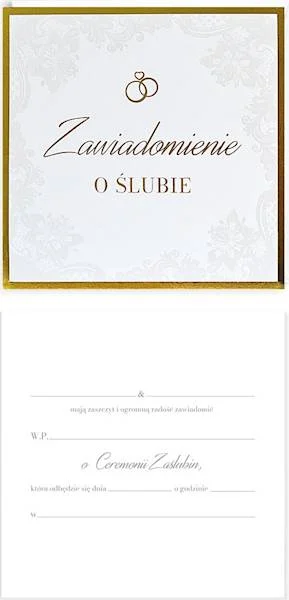 Zawiadomienie
O ŚLUBIE
&
mają zaszczyt i ogromną radość zawiadomić
W.P.
o Ceremonii Zaślubin,
która odbędzie się dnia o godzinie
w